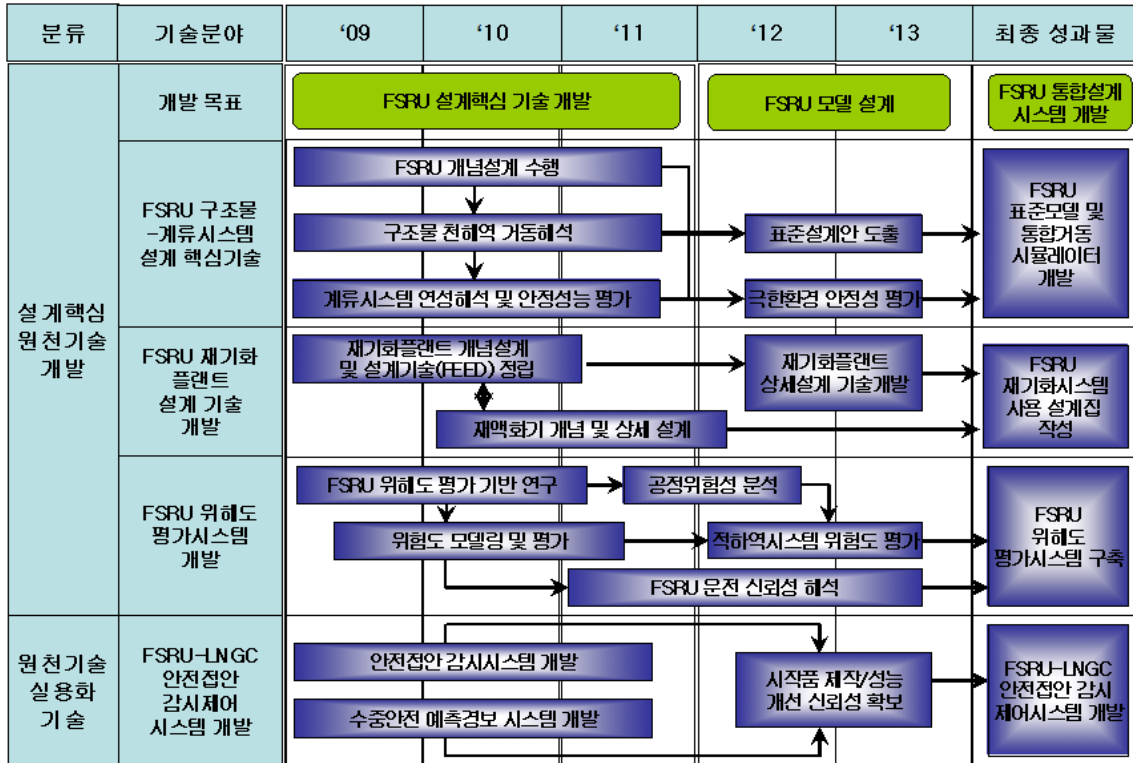 분류
기술분야
‘09
‘10
‘11
‘12
‘13
최종 성과물
개발 목표
FSRU 설계핵심 기술 개발
FSRU 모델 설계
FSRU 통합설계
시스템 개발
설계핵심
원천기술
개발
FSRU 구조물
-계류시스템
설계 핵심기술
FSRU 개념설계 수행
구조물 천해역 거동해석
표준설계안 도출
계류시스템 연성해석 및 안정성능 평가
극한환경 안정성 평가
FSRU
표준모델 및
통합거동
시뮬레이터
개발
FSRU 재기화
플랜트
설계 기술
개발
재기화플랜트 개념설계
및 설계기술(FEED) 정립
재기화플랜트
상세설계 기술개발
재액화기 개념 및 상세 설계
FSRU
재기화시스템
사용 설계집
작성
FSRU 위해도
평가시스템
개발
FSRU 위해도 평가 기반 연구
공정위험성 분석
위험도 모델링 및 평가
적하역시스템 위험도 평가
FSRU 운전 신뢰성 해석
FSRU
위해도
평가시스템 구축
원천기술
실용화
기술
FSRU-LNGC
안전접안
감시제어
시스템 개발
안전접안 감시시스템 개발
수중안전 예측경보 시스템 개발
시작품 제작/성능
개선 신뢰성 확보
FSRU-LNGC
안전접안 감시
제어시스템 개발